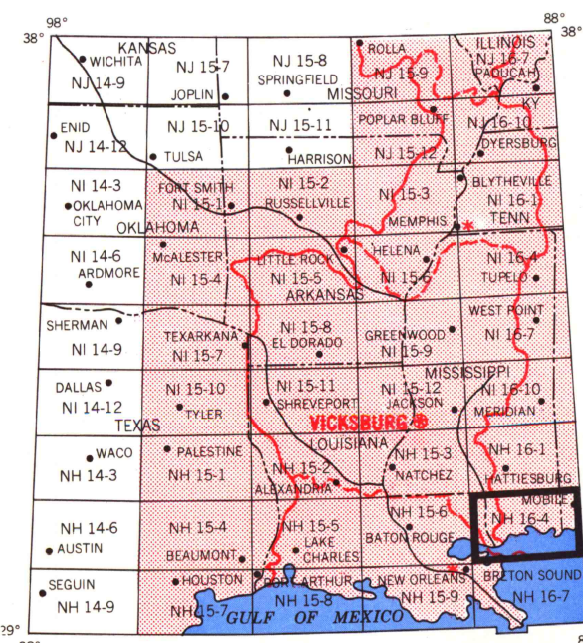 98°
88°
38°
38°
KANSAS
WICHITA
NJ 14-9
NJ 15-7
JOPLIN
NJ 15-8
SPRINGFIELD
MISSOURI
ROLLA
NJ 15-9
ILLINOIS
NJ 16-7
PADUCAH
KY
ENID
NJ 14-12
NJ 15-10
TULSA
NJ 15-11
HARRISON
POPLAR BLUFF
NJ 15-12
NJ 16-10
DYERSBURG
NI 14-3
OKLAHOMA
CITY
OKLAHOMA
FORT SMITH
NI 15-1
NI 15-2
RUSSELLVILLE
NI 15-3
MEMPHIS
BLYTHEVILLE
NI 16-1
TENN
NI 14-6
ARDMORE
McALESTER
NI 15-4
LITTLE ROCK
NI 15-5
ARKANSAS
HELENA
NI 15-6
NI 16-4
TUPELO
SHERMAN
NI 14-9
TEXARKANA
NI 15-7
NI 15-8
EL DORADO
GREENWOOD
NI 15-9
WEST POINT
NI 16-7
MISSISSIPPI
DALLAS
NI 14-12
TEXAS
NI 15-10
TYLER
NI 15-11
SHREVEPORT
NI 15-12
JACKSON
NI 16-10
MERIDIAN
VICKSBURG
LOUISIANA
WACO
NH 14-3
PALESTINE
NH 15-1
NH 15-2
ALEXANDRIA
NH 15-3
NATCHEZ
NH 16-1
HATTIESBURG
NH 14-6
AUSTIN
NH 15-4
BEAUMONT
NH 15-5
LAKE
CHARLES
NH 15-6
BATON ROUGE
MOBILE
NH 16-4
SEGUIN
NH 14-9
HOUSTON
NH 15-7
PORT ARTHUR
NH 15-8
NEW ORLEANS
NH 15-9
BRETON SOUND
NH 16-7
GULF OF MEXICO
29°